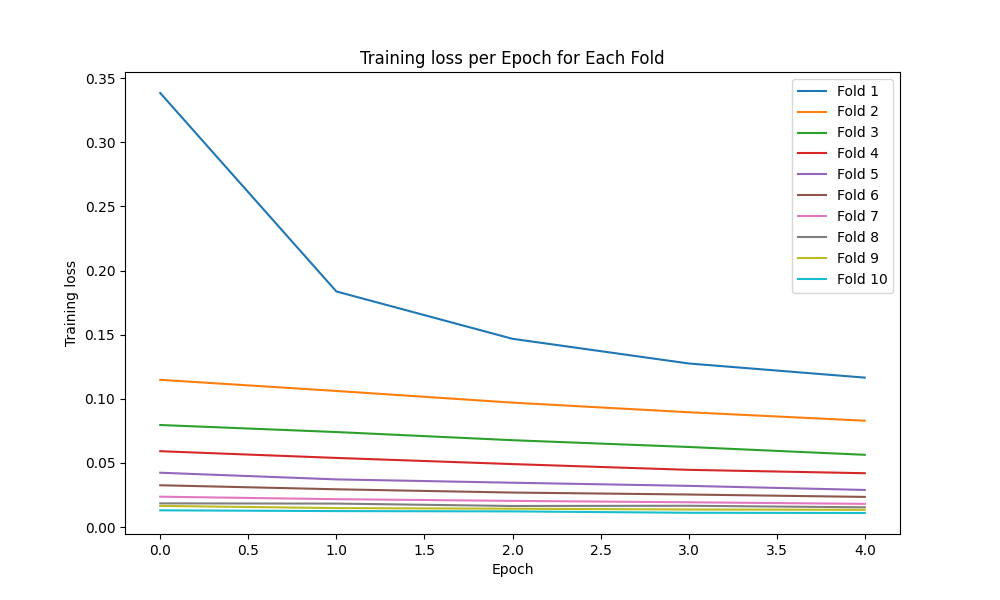 Training loss per Epoch for Each Fold
0.35
0.30
0.25
0.20
0.15
0.10
0.05
0.00
Training loss
Fold 1
Fold 2
Fold 3
Fold 4
Fold 5
Fold 6
Fold 7
Fold 8
Fold 9
Fold 10
0.0 0.5 1.0 1.5 2.0 2.5 3.0 3.5 4.0
Epoch